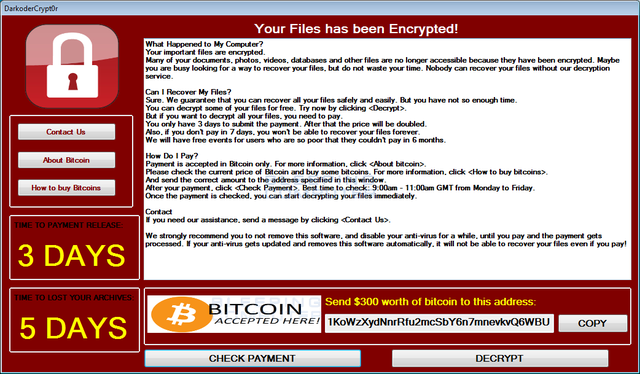 DarkoderCrypt0r
Your Files has been Encrypted!
What Happened to My Computer?
Your important files are encrypted.
Many of your documents, photos, videos, databases and other files are no longer accessible because they have been encrypted. Maybe
you are busy looking for a way to recover your files, but do not waste your time. Nobody can recover your files without our decryption
service.
Can I Recover My Files?
Sure. We guarantee that you can recover all your files safely and easily. But you have not so enough time.
You can decrypt some of your files for free. Try now by clicking <Decrypt>.
But if you want to decrypt all your files, you need to pay.
You only have 3 days to submit the payment. After that the price will be doubled.
Also, if you don't pay in 7 days, you won't be able to recover your files forever.
We will have free events for users who are so poor that they couldn't pay in 6 months.
How Do I Pay?
Payment is accepted in Bitcoin only. For more information, click <About bitcoin>.
Please check the current price of Bitcoin and buy some bitcoins. For more information, click <How to buy bitcoins>.
And send the correct amount to the address specified in this window.
After your payment, click <Check Payment>. Best time to check: 9:00am - 11:00am GMT from Monday to Friday.
Once the payment is checked, you can start decrypting your files immediately.
Contact
If you need our assistance, send a message by clicking <Contact Us>.
We strongly recommend you to not remove this software, and disable your anti-virus for a while, until you pay and the payment gets
processed. If your anti-virus gets updated and removes this software automatically, it will not be able to recover your files even if you pay!
Contact Us
About Bitcoin
How to buy Bitcoins
TIME TO PAYMENT RELEASE:
3 DAYS
TIME TO LOST YOUR ARCHIVES:
5 DAYS
BITCOIN
ACCEPTED HERE!
Send $300 worth of bitcoin to this address:
1KoWzXydNnrRfu2mcSbY6n7mnevkvQ6WBU
COPY
CHECK PAYMENT
DECRYPT